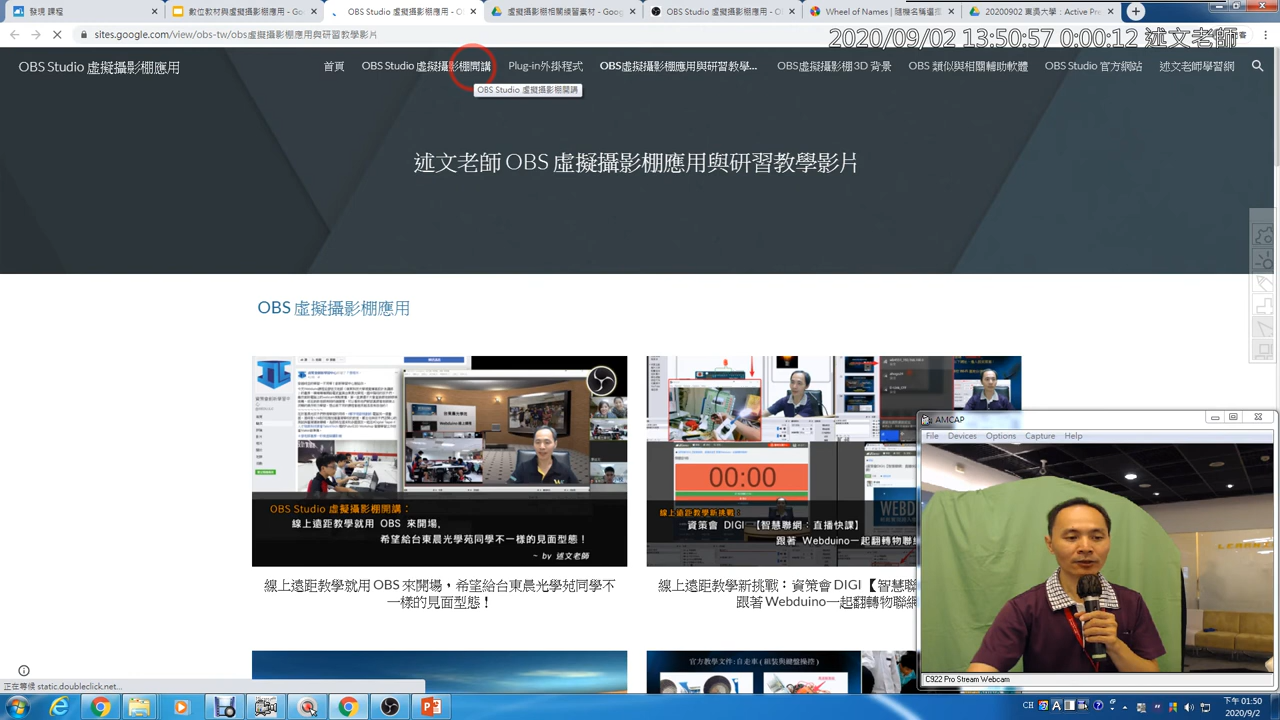 發現 課程
數位教材與虛擬攝影棚應用 - Go
OBS Studio 虛擬攝影棚應用 - O
虛擬攝影棚相關練習素材 - Goog
OBS Studio 虛擬攝影棚應用 - O
Wheel of Names | 隨機名稱選
20200902 東吳大學：Active Pre
sites.google.com/view/obs-tw/obs虛擬攝影棚應用與研習教學影片
2020/09/02 13:50:57 0:00:12 述文老師
OBS Studio 虛擬攝影棚應用
首頁
OBS Studio 虛擬攝影棚開講
Plug-in外掛程式
OBS虛擬攝影棚應用與研習教學...
OBS虛擬攝影棚 3D 背景
OBS 類似與相關輔助軟體
OBS Studio 官方網站
述文老師學習網
OBS Studio 虛擬攝影棚開講
述文老師 OBS 虛擬攝影棚應用與研習教學影片
OBS 虛擬攝影棚應用
OBS Studio 虛擬攝影棚開講：
線上遠距教學就用 OBS 來開場，
希望給台東晨光學苑同學不一樣的見面型態！
~ by 述文老師
00:00
線上遠距教學新挑戰：
資策會 DIGI 【智慧聯網：直播快課】
跟著 Webduino一起翻轉物聯網
線上遠距教學就用 OBS 來開場，希望給台東晨光學苑同學不
一樣的見面型態！
線上遠距教學新挑戰：資策會 DIGI【智慧聯
跟著 Webduino一起翻轉物聯網
官方教學文件: 自走車 ( 組裝與鍵盤操控 )
AMCAP
File Devices Options Capture Help
C922 Pro Stream Webcam
正在等候 static.doubleclick.net...
CH
下午 01:50
2020/9/2